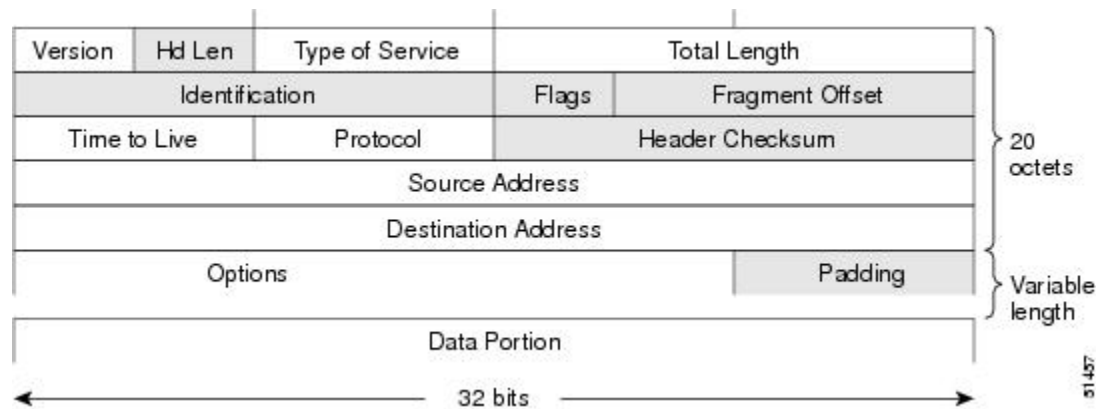 Version Hd Len Type of Service Total Length
Identification Flags Fragment Offset
Time to Live Protocol Header Checksum
20
octets
Source Address
Destination Address
Options Padding
Variable
length
Data Portion
32 bits
51457